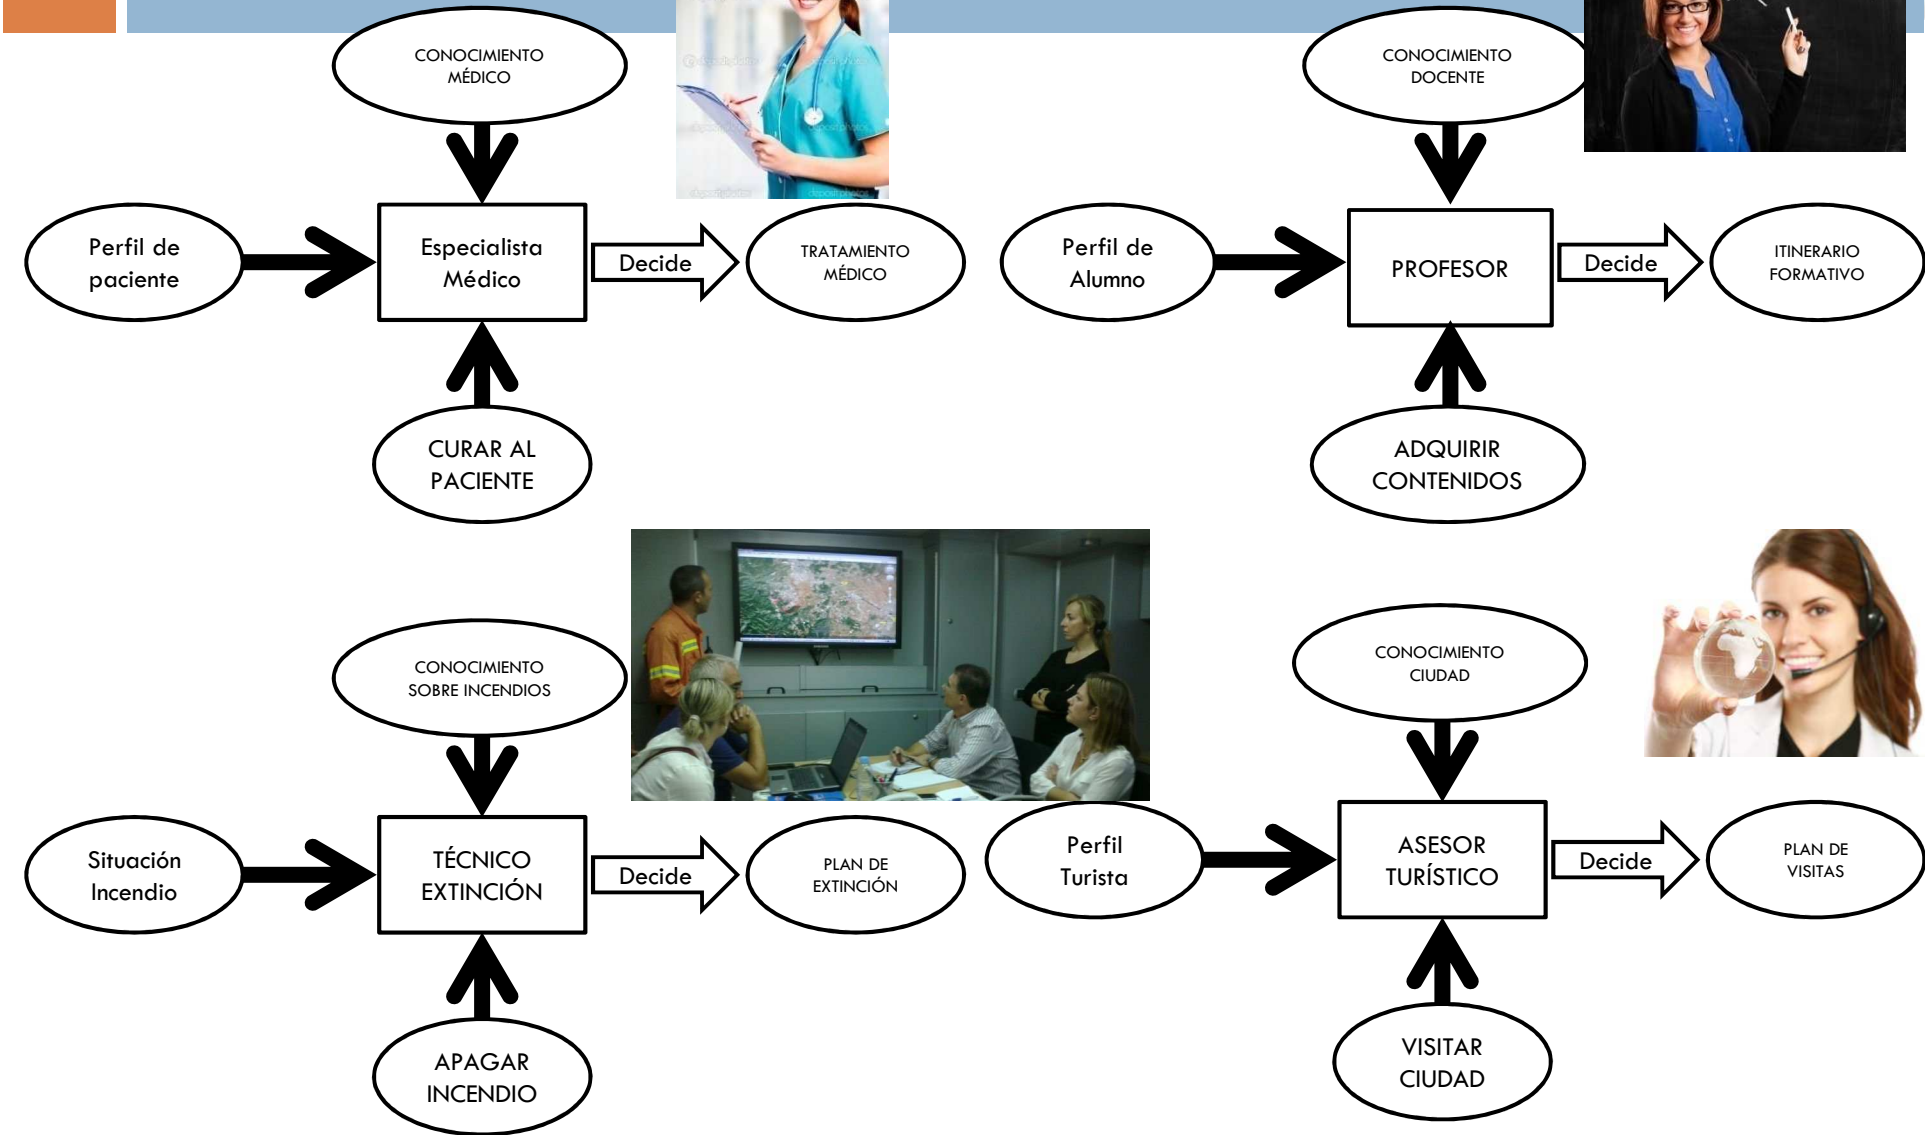 CONOCIMIENTO
MÉDICO
Perfil de
paciente
Especialista
Médico
Decide
TRATAMIENTO
MÉDICO
CURAR AL
PACIENTE
CONOCIMIENTO
DOCENTE
Perfil de
Alumno
PROFESOR
Decide
ITINERARIO
FORMATIVO
ADQUIRIR
CONTENIDOS
CONOCIMIENTO
SOBRE INCENDIOS
Situación
Incendio
TÉCNICO
EXTINCIÓN
Decide
PLAN DE
EXTINCIÓN
APAGAR
INCENDIO
CONOCIMIENTO
CIUDAD
Perfil
Turista
ASESOR
TURÍSTICO
Decide
PLAN DE
VISITAS
VISITAR
CIUDAD